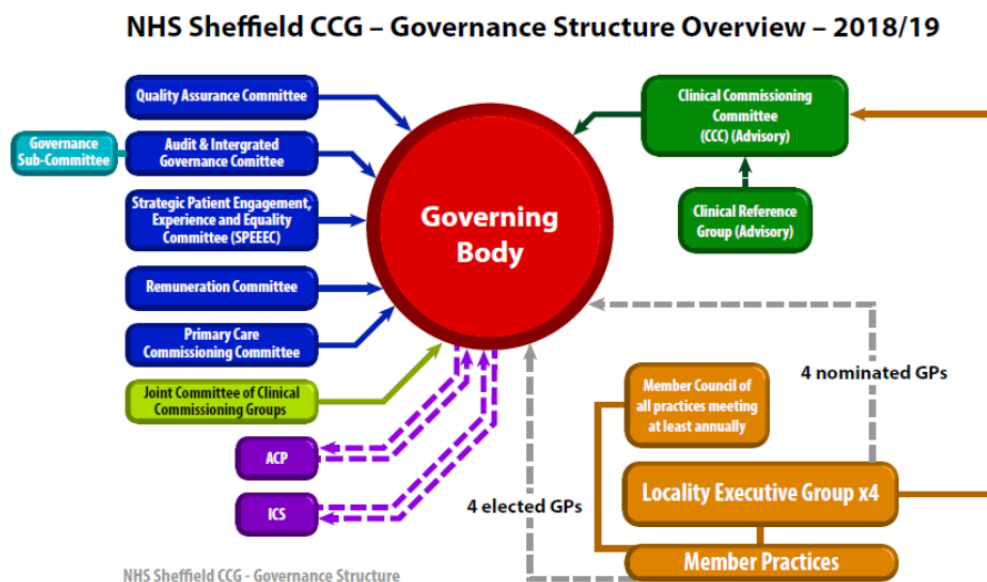 NHS Sheffield CCG – Governance Structure Overview – 2018/19
Quality Assurance Committee
Governance
Sub-Committee
Audit & Intergrated
Governance Comittee
Strategic Patient Engagement,
Experience and Equality
Committee (SPEEEC)
Remuneration Committee
Primary Care
Commissioning Committee
Joint Committee of Clinical
Commissioning Groups
ACP
ICS
Governing
Body
Clinical Commissioning
Committee
(CCC) (Advisory)
Clinical Reference
Group (Advisory)
4 nominated GPs
Member Council of
all practices meeting
at least annually
Locality Executive Group x4
4 elected GPs
Member Practices
NHS Sheffield CCG - Governance Structure